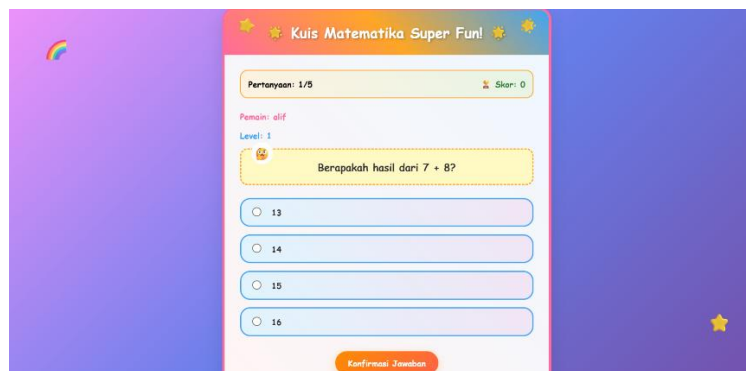 Kuis Matematika Super Fun!
Pertanyaan: 1/5 Skor: 0
Pemain: alif
Level: 1
Berapakah hasil dari 7 + 8?
13
14
15
16
Konfirmasi Jawaban